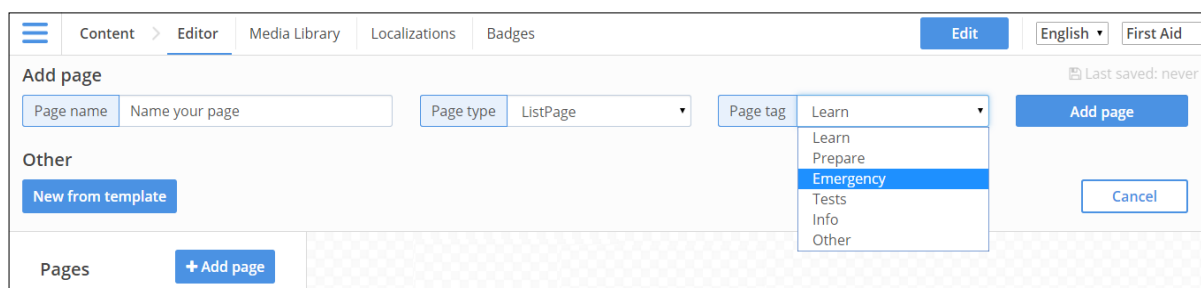 Content Editor Media Library Localizations Badges Edit English First Aid
Add page Last saved: never
Page name Name your page Page type ListPage Page tag Learn Add page
Learn
Prepare
Other
Emergency
New from template Cancel
Tests
Info
Other
Pages + Add page